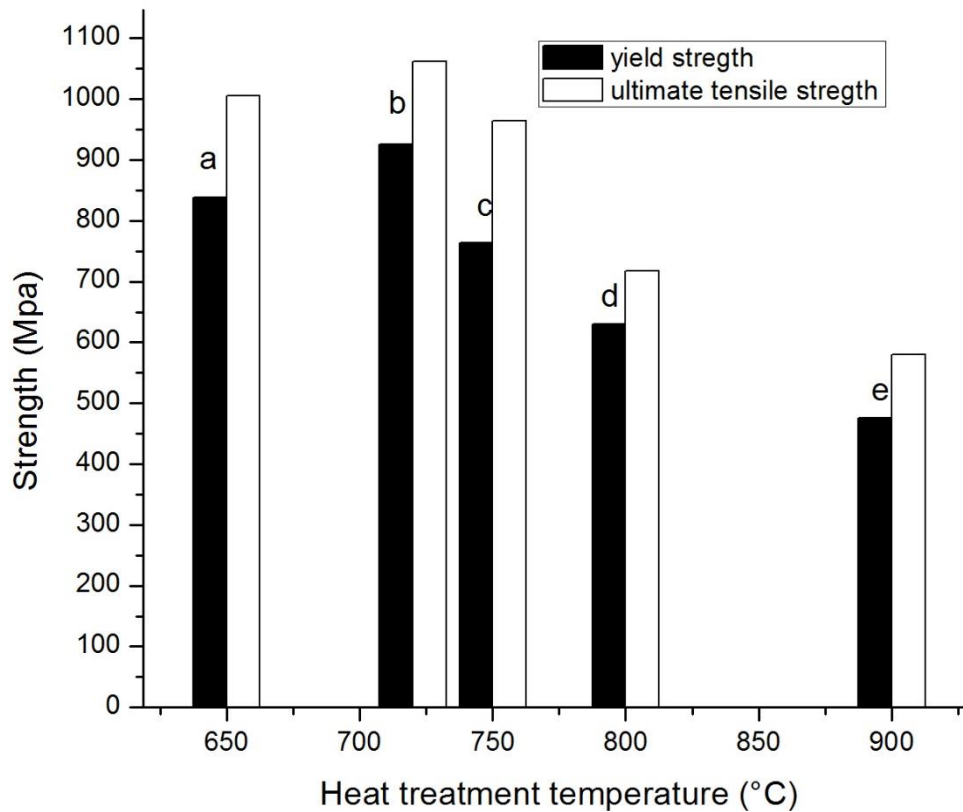 1100
1000
900
800
700
600
500
400
300
200
100
0
Strength (Mpa)
yield stregth
ultimate tensile stregth
a
b
c
d
e
650
700
750
800
850
900
Heat treatment temperature (°C)